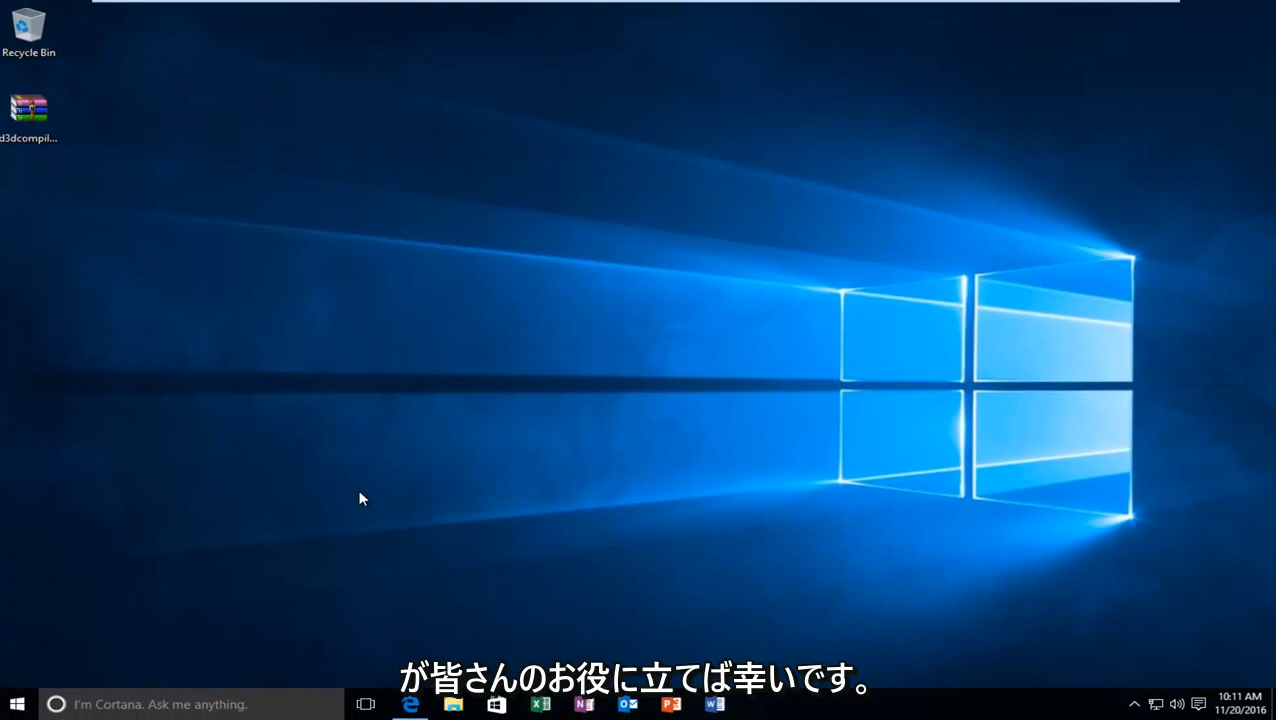 Recycle Bin
d3dcompil...
が皆さんのお役に立てば幸いです。
I'm Cortana. Ask me anything.
10:11 AM
11/20/2016